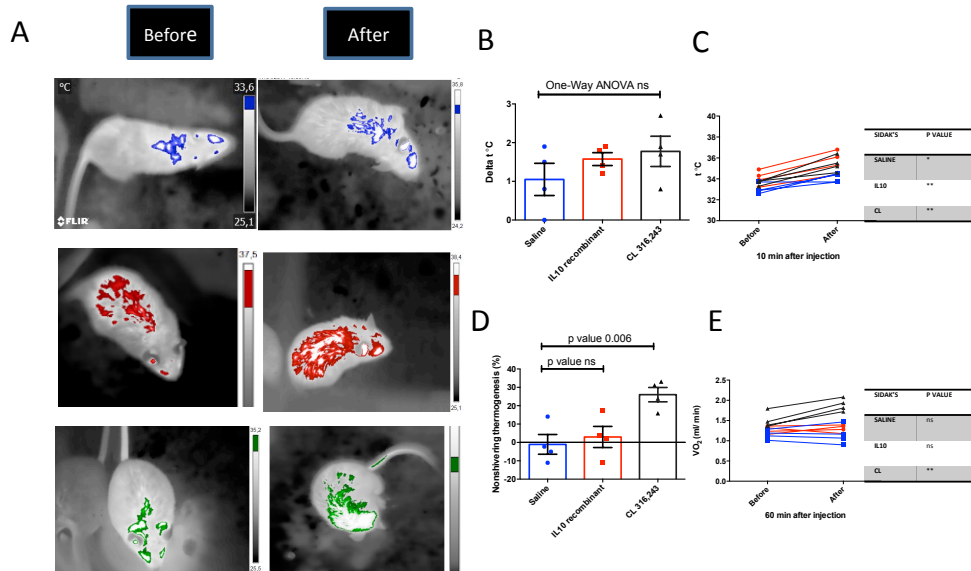 A
Before
After
°C
33,6
25,1
FLIR
35,8
24,2
37,5
38,4
25,1
35,2
25,5
B
One-Way ANOVA ns
Delta t °C
3
2
1
0
Saline
IL10 recombinant
CL 316,243
C
t °C
40
38
36
34
32
30
Before
After
10 min after injection
SIDAK'S P VALUE
SALINE *
IL10 **
CL **
D
p value 0.006
p value ns
Nonshivering thermogenesis (%)
40
30
20
10
0
-10
-20
Saline
IL10 recombinant
CL 316,243
E
VO2 (ml/ min)
2.5
2.0
1.5
1.0
0.5
0.0
Before
After
60 min after injection
SIDAK'S P VALUE
SALINE ns
IL10 ns
CL **